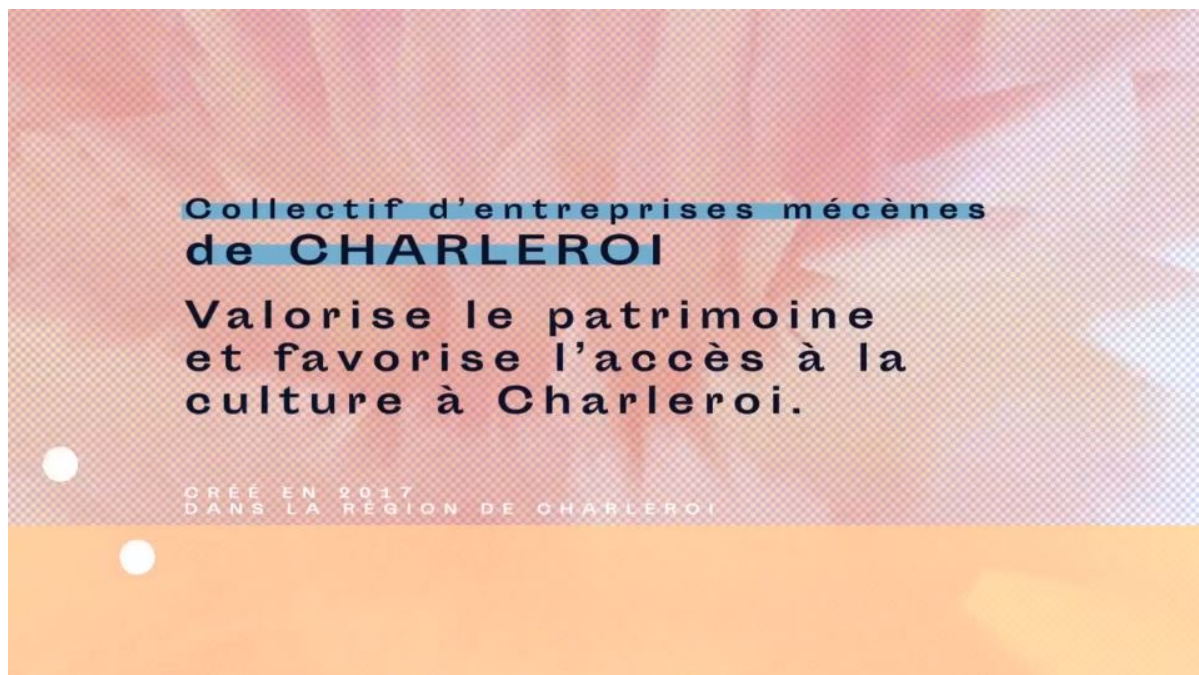 Collectif d’entreprises mécènes
de CHARLEROI
Valorise le patrimoine
et favorise l’accès à la
culture à Charleroi.
CRÉÉ EN 2017
DANS LA RÉGION DE CHARLEROI